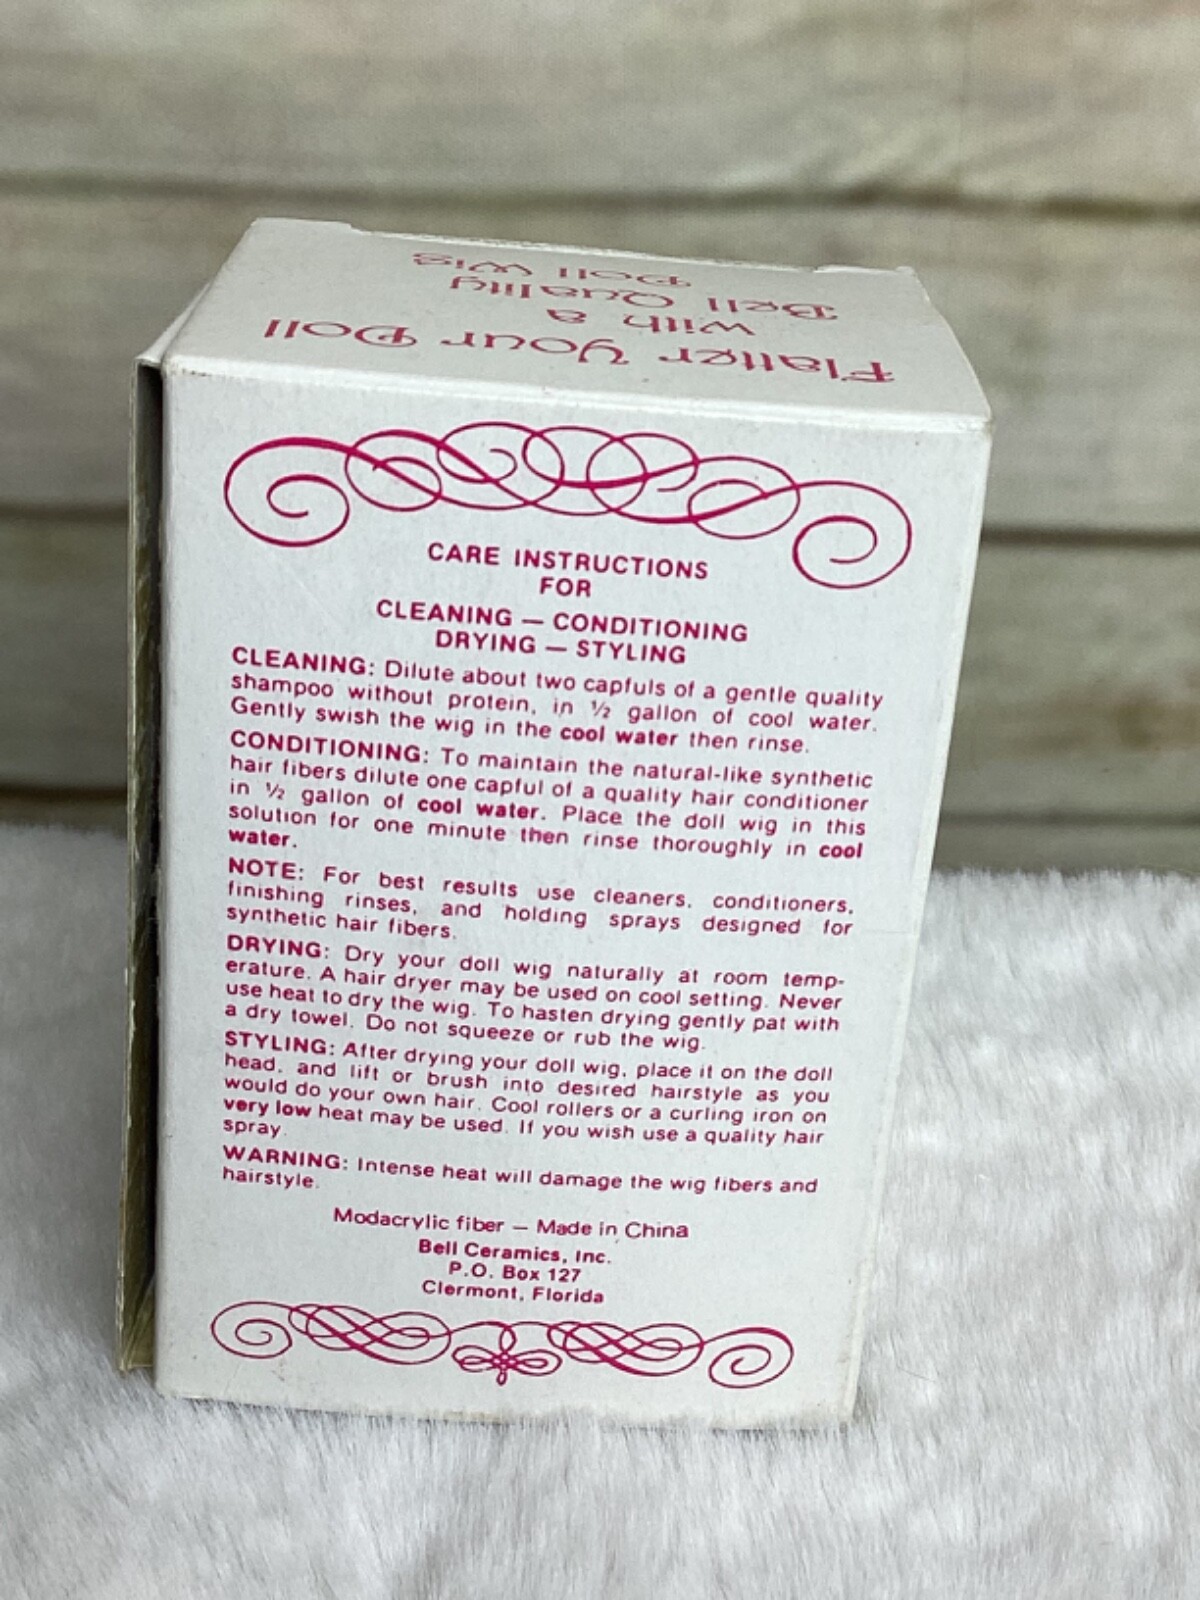 Flatter Your Doll
with a
Bell Quality
Doll Wig
CARE INSTRUCTIONS
FOR
CLEANING — CONDITIONING
DRYING — STYLING
CLEANING: Dilute about two capfuls of a gentle quality
shampoo without protein, in ½ gallon of cool water.
Gently swish the wig in the cool water then rinse.
CONDITIONING: To maintain the natural-like synthetic
hair fibers dilute one capful of a quality hair conditioner
in ½ gallon of cool water. Place the doll wig in this
solution for one minute then rinse thoroughly in cool
water.
NOTE: For best results use cleaners, conditioners,
finishing rinses, and holding sprays designed for
synthetic hair fibers.
DRYING: Dry your doll wig naturally at room temp-
erature. A hair dryer may be used on cool setting. Never
use heat to dry the wig. To hasten drying gently pat with
a dry towel. Do not squeeze or rub the wig.
STYLING: After drying your doll wig, place it on the doll
head, and lift or brush into desired hairstyle as you
would do your own hair. Cool rollers or a curling iron on
very low heat may be used. If you wish use a quality hair
spray.
WARNING: Intense heat will damage the wig fibers and
hairstyle.
Modacrylic fiber — Made in China
Bell Ceramics, Inc.
P.O. Box 127
Clermont, Florida